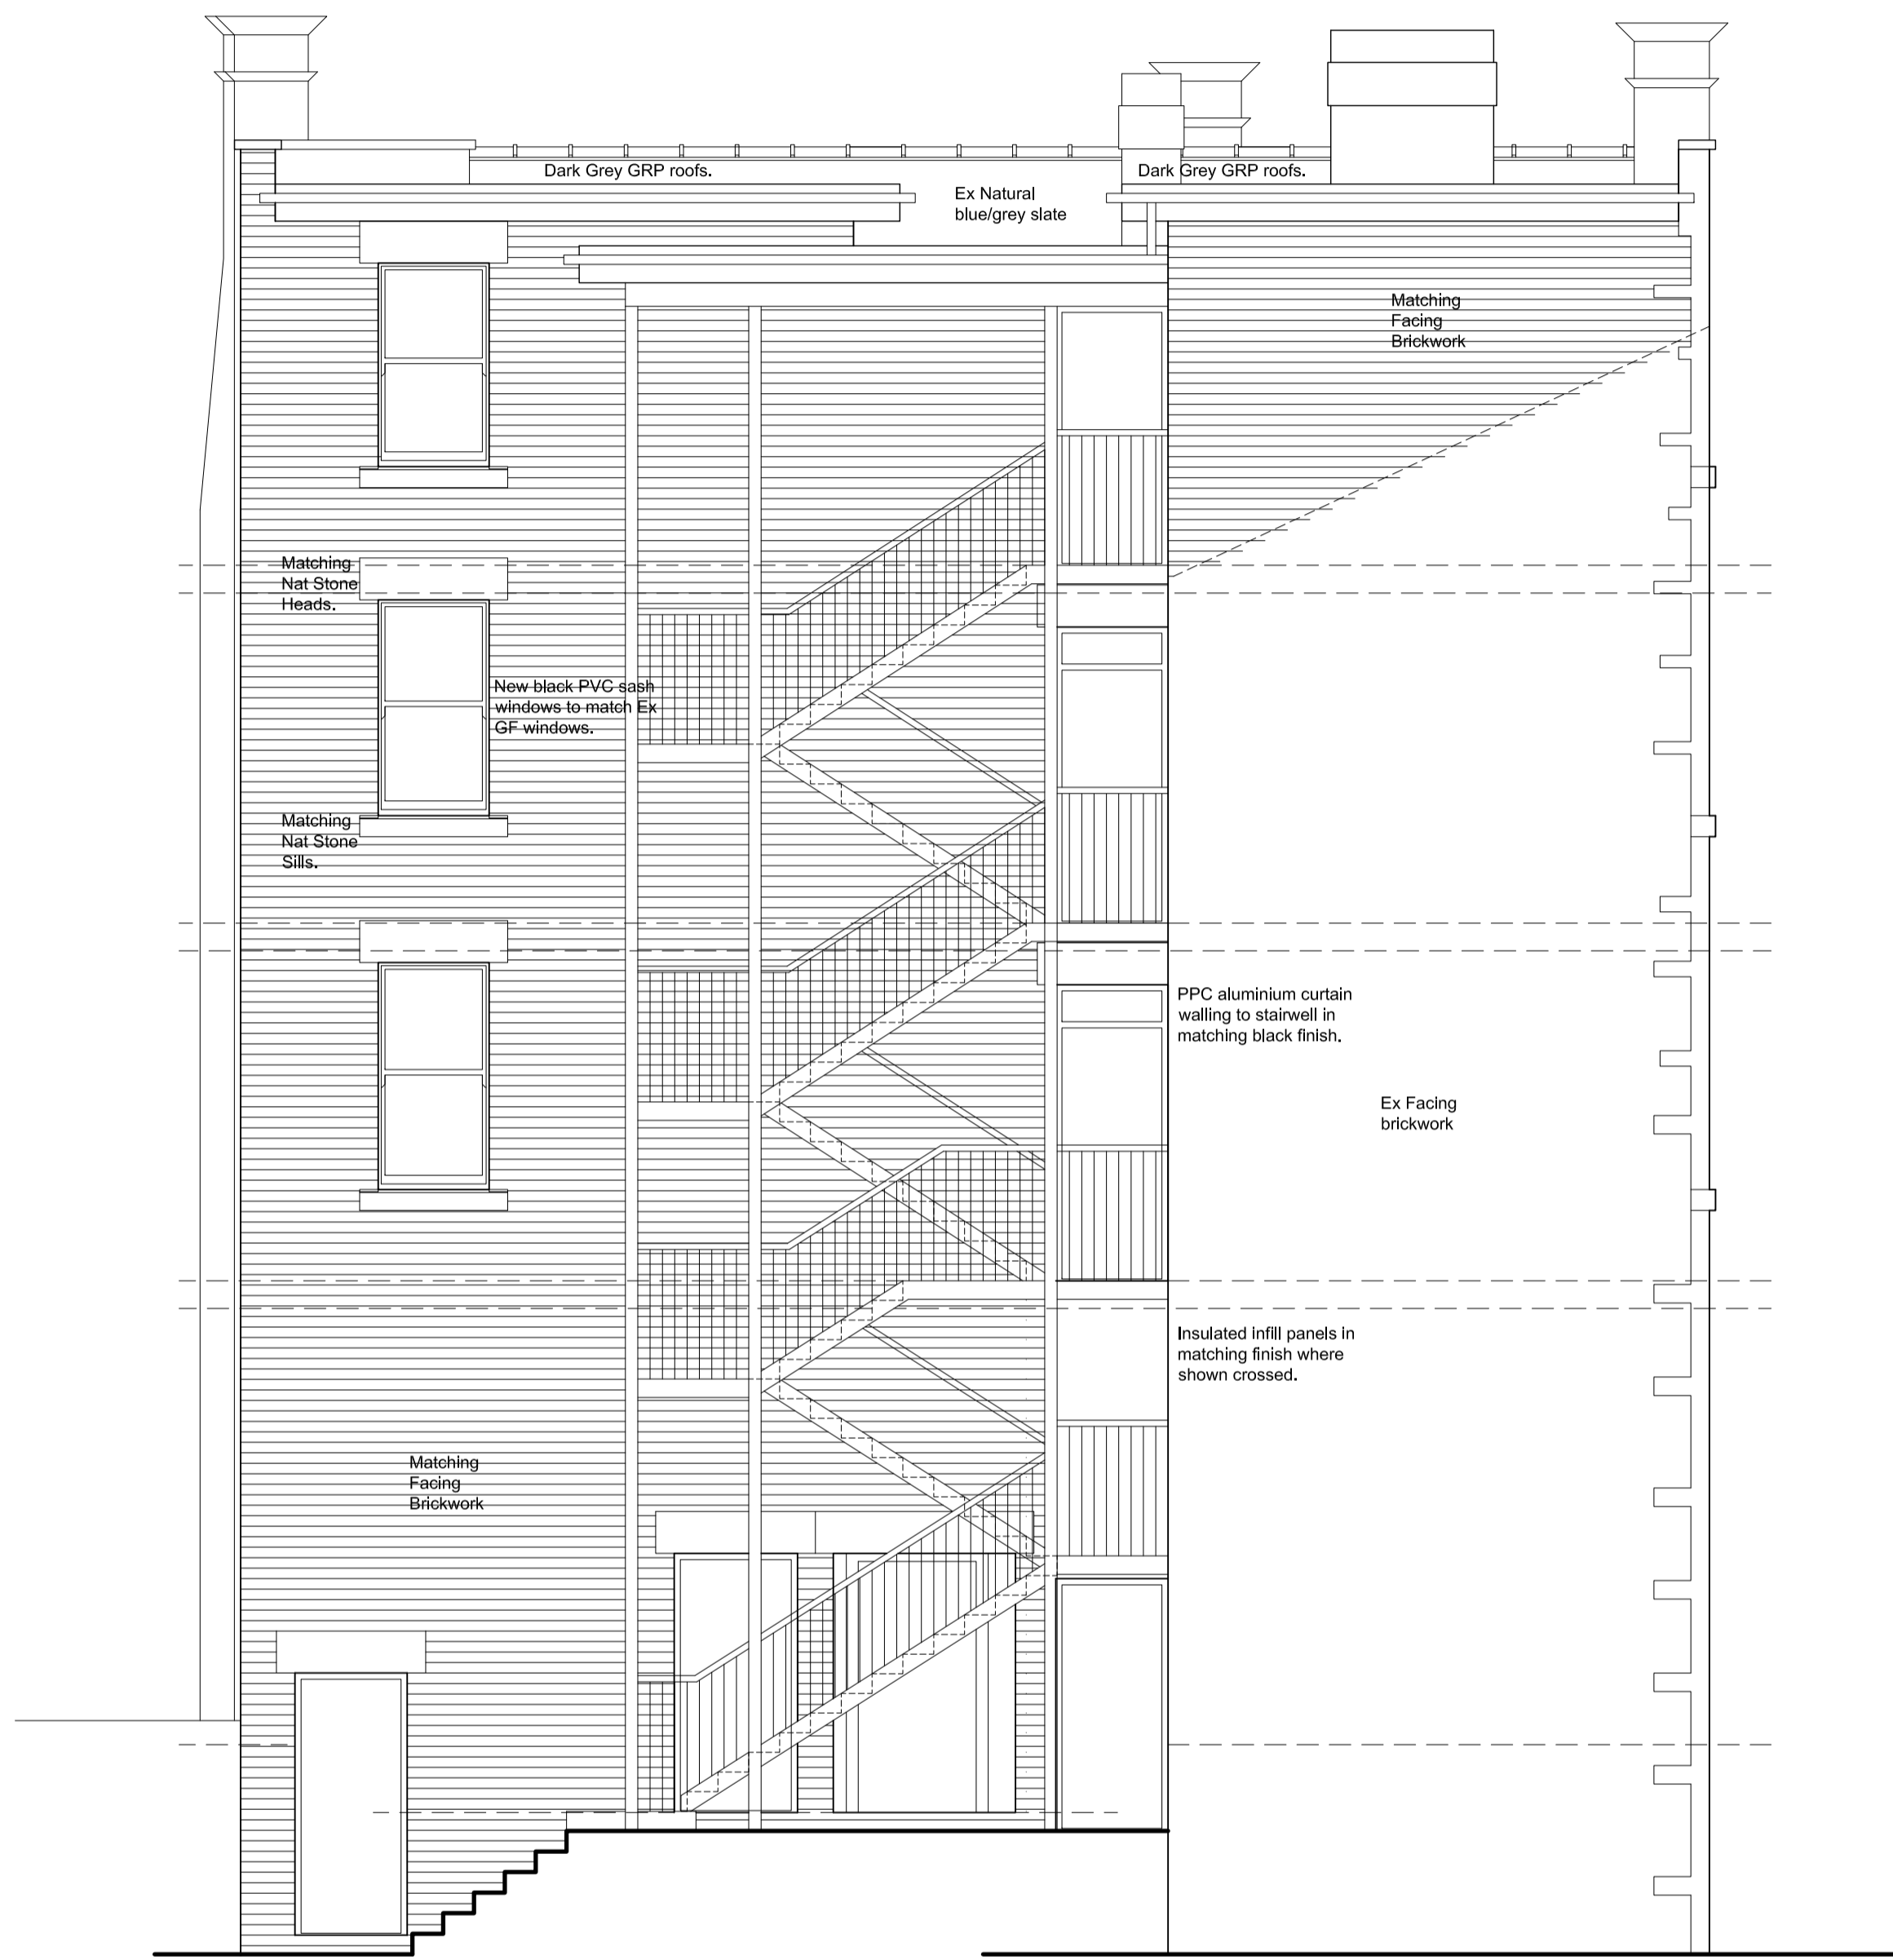 Dark Grey GRP roofs.
Dark Grey GRP roofs.
Ex Natural
blue/grey slate
Matching
Facing
Brickwork
Matching
Nat Stone
Heads.
New black PVC sash
windows to match Ex
GF windows.
Matching
Nat Stone
Sills.
PPC aluminium curtain
walling to stairwell in
matching black finish.
Ex Facing
brickwork
Insulated infill panels in
matching finish where
shown crossed.
Matching
Facing
Brickwork